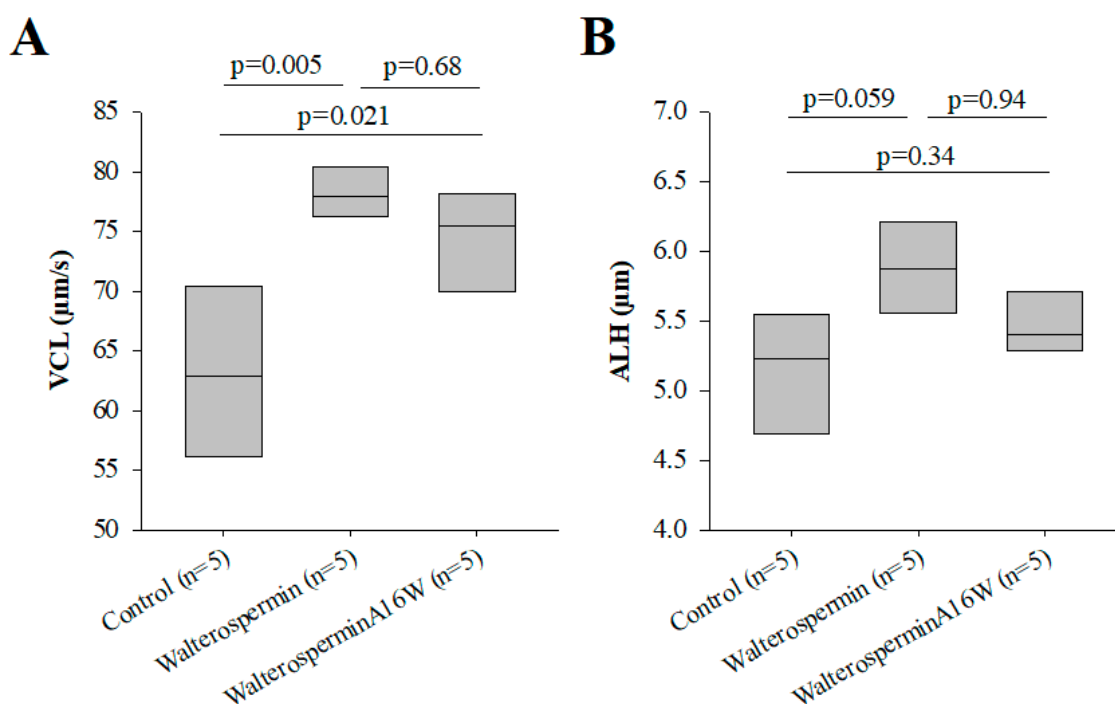 A
p=0.005
p=0.68
p=0.021
VCL (µm/s)
85
80
75
70
65
60
55
50
Control (n=5)
Walterospermin (n=5)
WalterosperminA16W (n=5)
B
p=0.059
p=0.94
p=0.34
ALH (µm)
7.0
6.5
6.0
5.5
5.0
4.5
4.0
Control (n=5)
Walterospermin (n=5)
WalterosperminA16W (n=5)